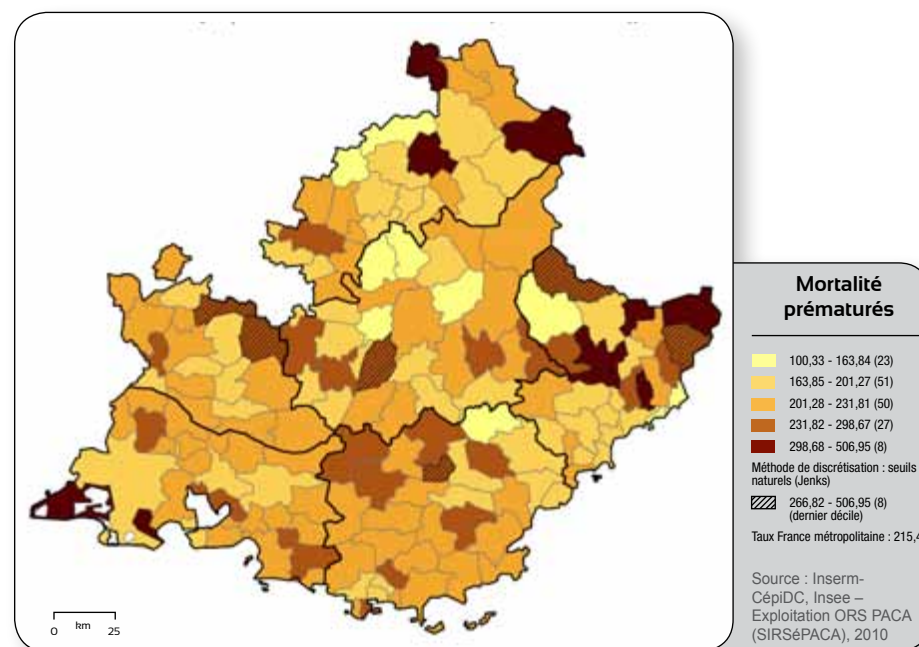 Mortalité
prématurés
100,33 - 163,84 (23)
163,85 - 201,27 (51)
201,28 - 231,81 (50)
231,82 - 298,67 (27)
298,68 - 506,95 (8)
Méthode de discrétisation : seuils
naturels (Jenks)
266,82 - 506,95 (8)
(dernier décile)
Taux France métropolitaine : 215,4
Source : Inserm-
CépiDC, Insee –
Exploitation ORS PACA
(SIRSéPACA), 2010
km
0 25